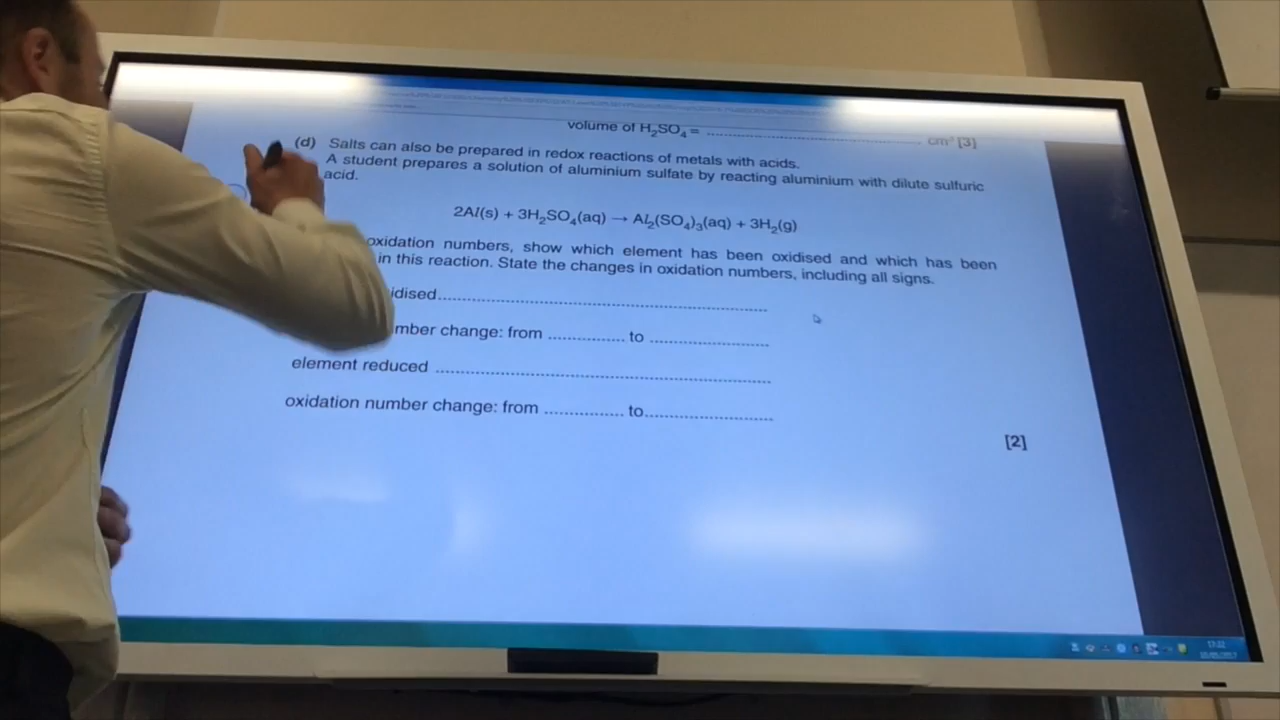 volume of H₂SO₄ = ........................................ cm³ [3]
(d) Salts can also be prepared in redox reactions of metals with acids.
A student prepares a solution of aluminium sulfate by reacting aluminium with dilute sulfuric
acid.
2Al(s) + 3H₂SO₄(aq) → Al₂(SO₄)₃(aq) + 3H₂(g)
oxidation numbers, show which element has been oxidised and which has been
in this reaction. State the changes in oxidation numbers, including all signs.
idised........................................
mber change: from ................ to ........................
element reduced ........................................
oxidation number change: from ................ to........................
[2]